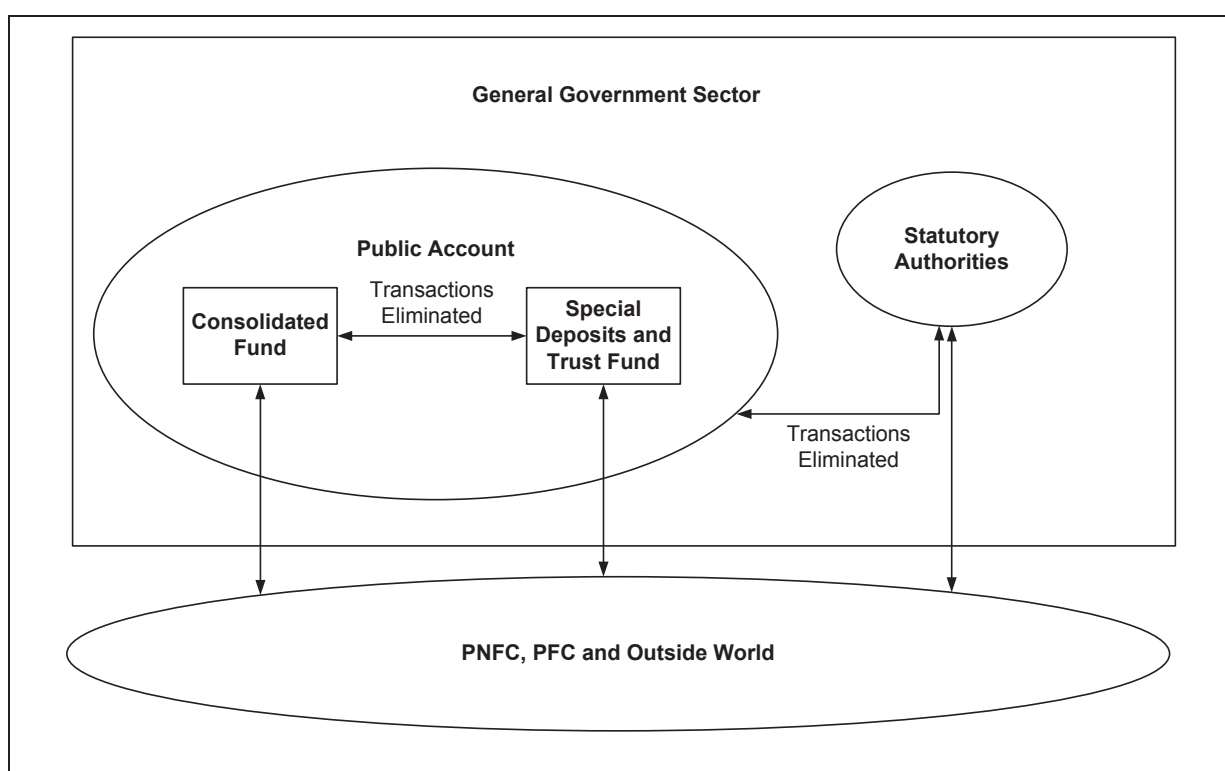 General Government Sector
Public Account
Statutory
Authorities
Transactions
Eliminated
Consolidated
Fund
Special
Deposits and
Trust Fund
Transactions
Eliminated
PNFC, PFC and Outside World